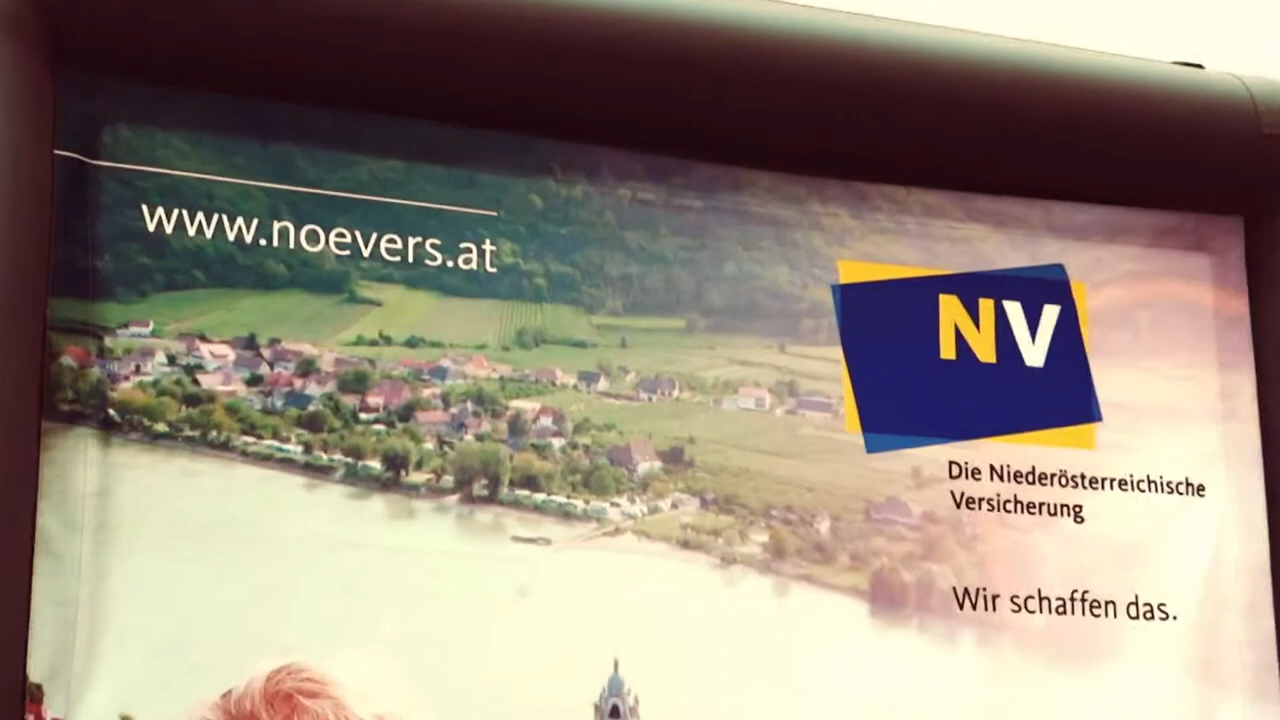 www.noevers.at
NV
Die Niederösterreichische
Versicherung
Wir schaffen das.